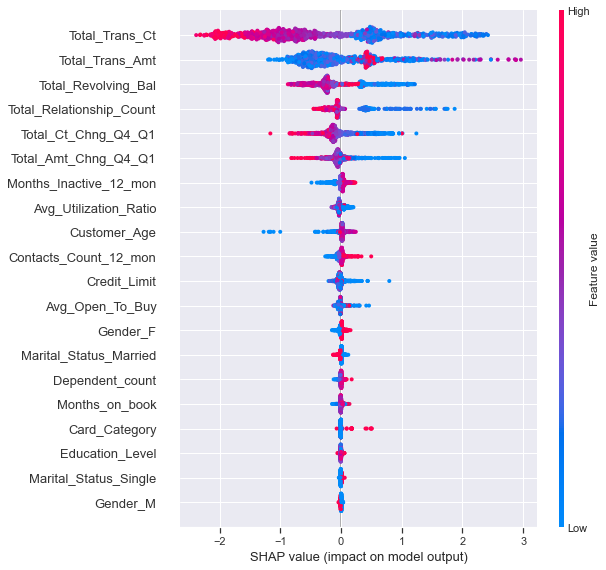 High
Total_Trans_Ct
Total_Trans_Amt
Total_Revolving_Bal
Total_Relationship_Count
Total_Ct_Chng_Q4_Q1
Total_Amt_Chng_Q4_Q1
Months_Inactive_12_mon
Avg_Utilization_Ratio
Customer_Age
Contacts_Count_12_mon
Credit_Limit
Avg_Open_To_Buy
Gender_F
Marital_Status_Married
Dependent_count
Months_on_book
Card_Category
Education_Level
Marital_Status_Single
Gender_M
Feature value
Low
−2 −1 0 1 2 3
SHAP value (impact on model output)